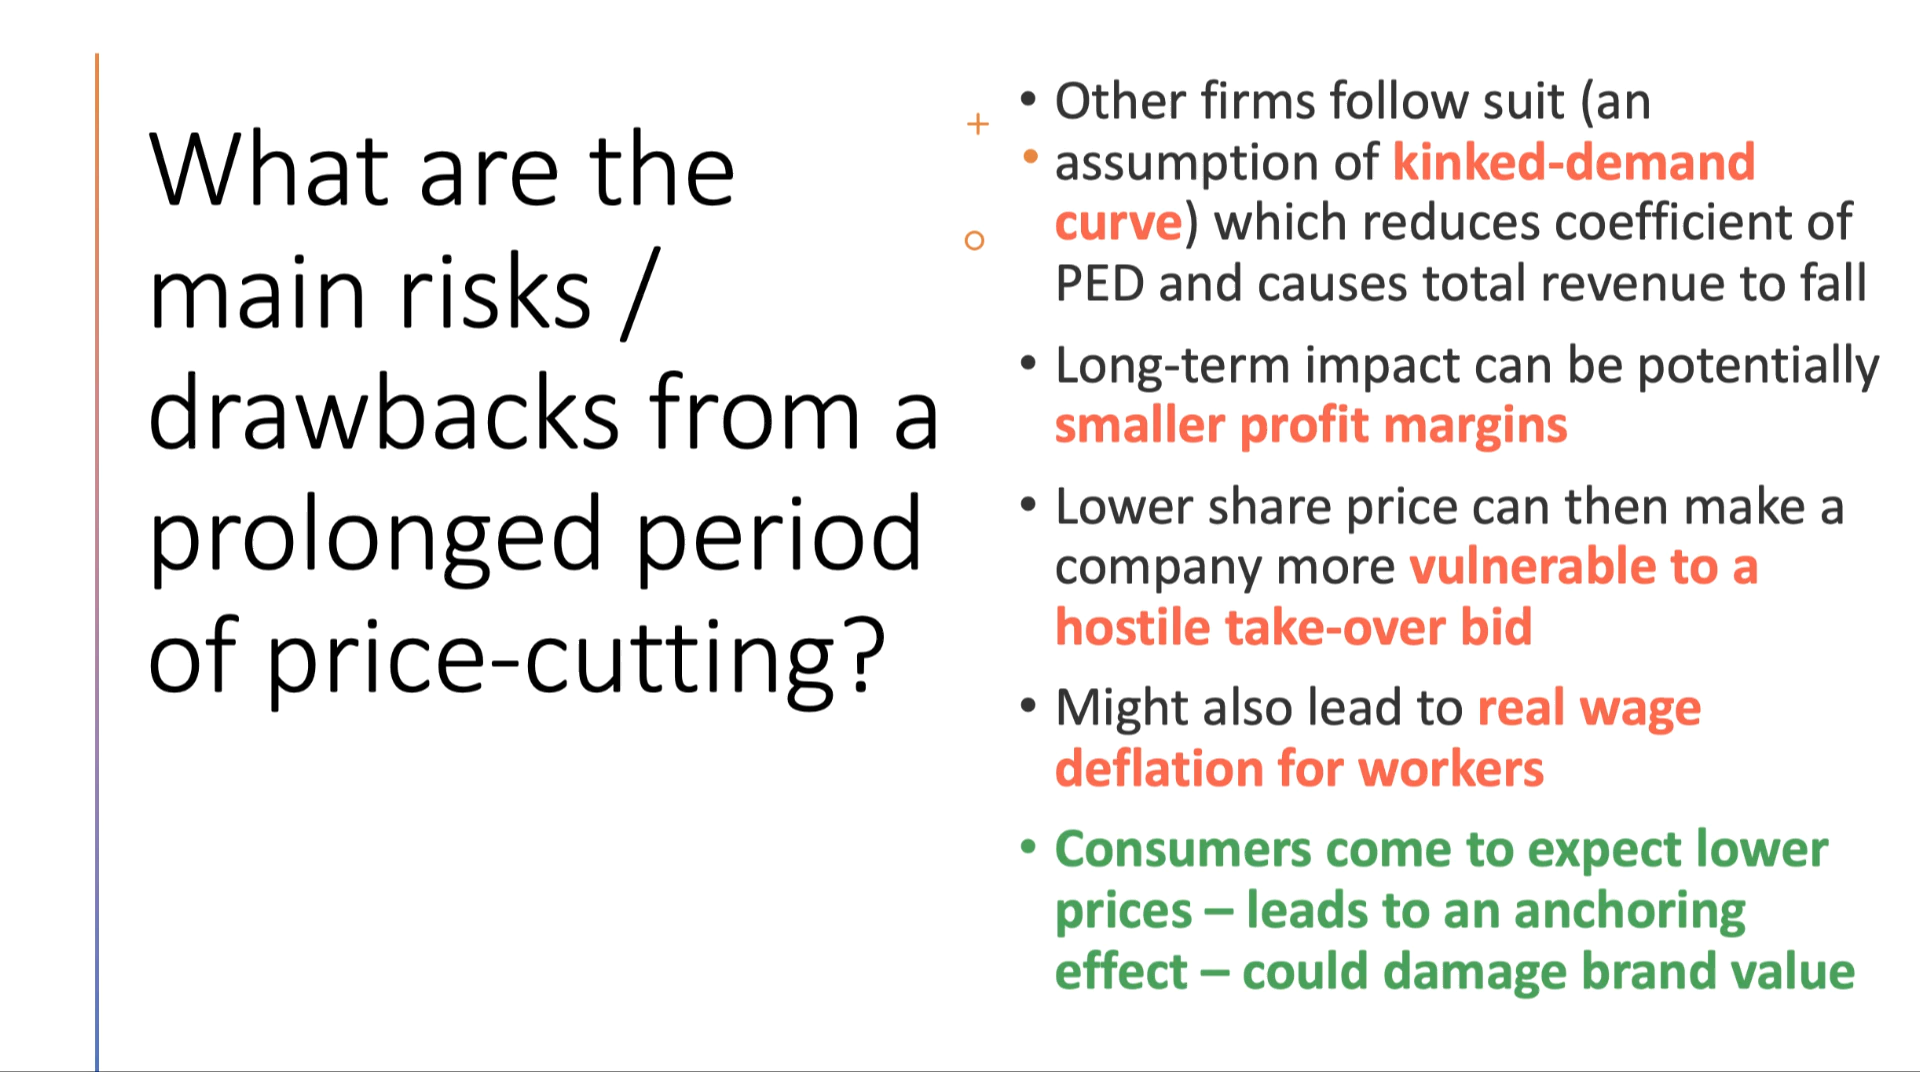 What are the
main risks /
drawbacks from a
prolonged period
of price-cutting?
• Other firms follow suit (an
assumption of kinked-demand
curve) which reduces coefficient of
PED and causes total revenue to fall
• Long-term impact can be potentially
smaller profit margins
• Lower share price can then make a
company more vulnerable to a
hostile take-over bid
• Might also lead to real wage
deflation for workers
• Consumers come to expect lower
prices – leads to an anchoring
effect – could damage brand value